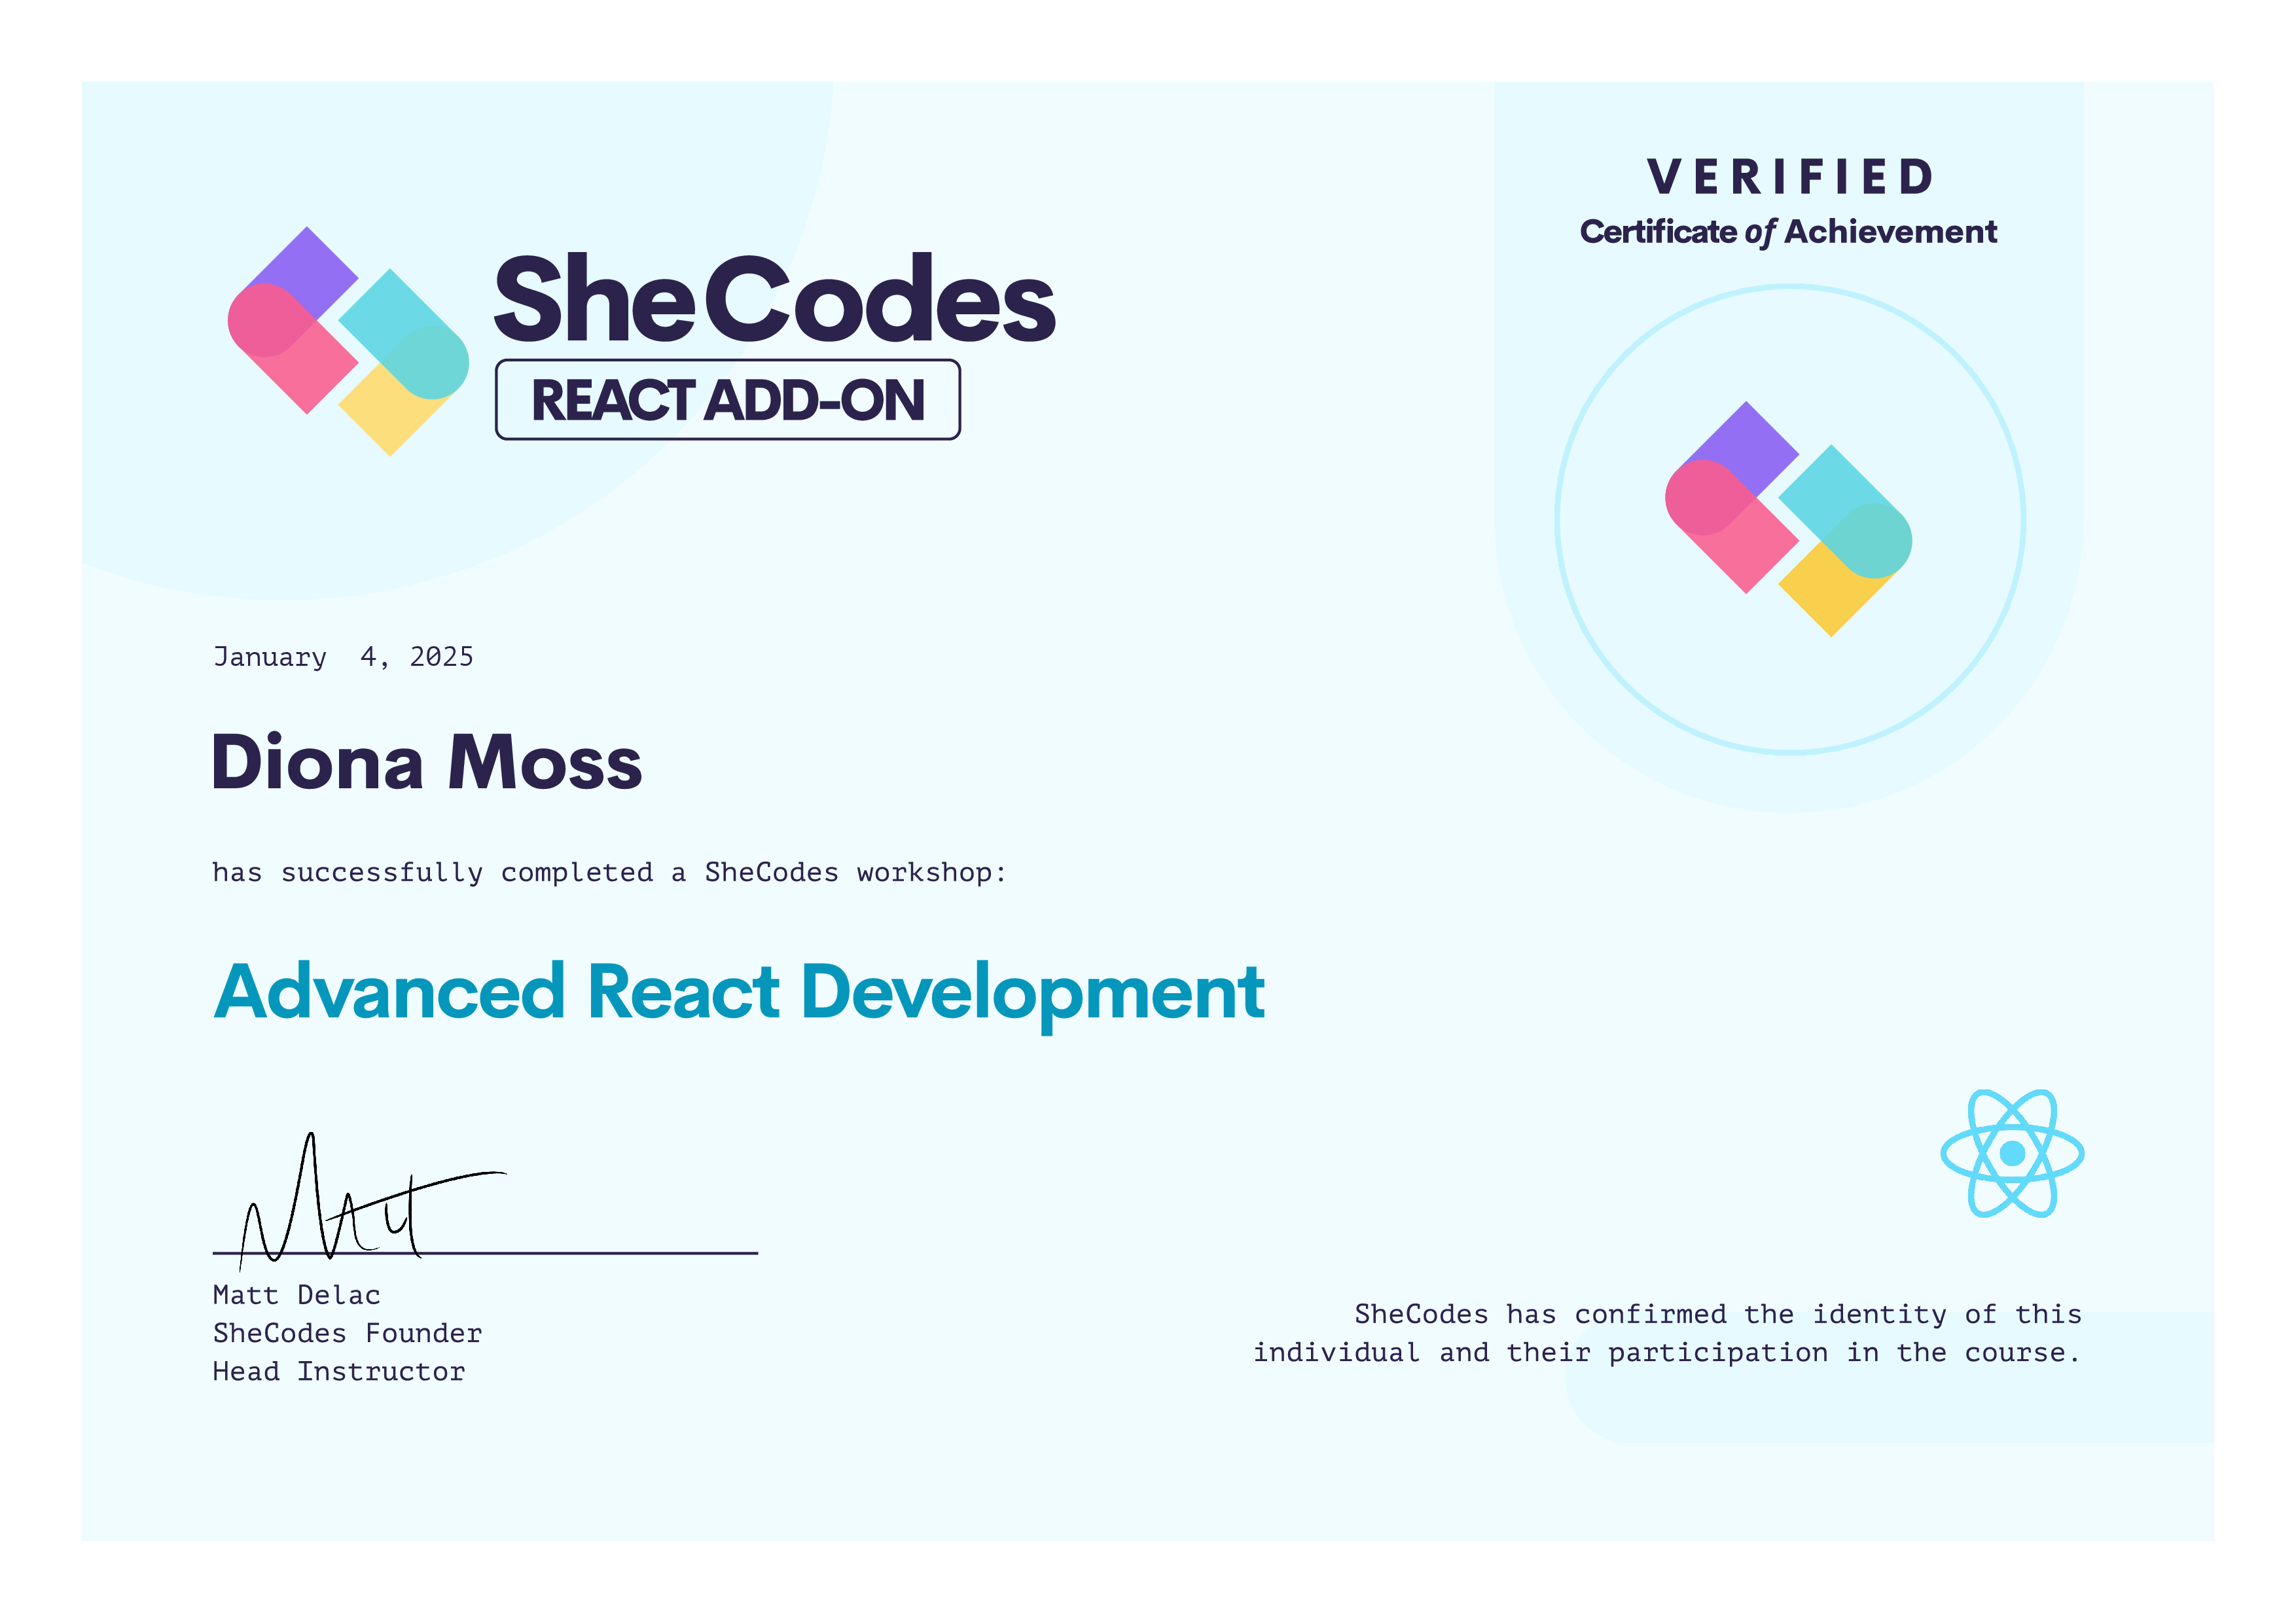 SheCodes
REACT ADD-ON
VERIFIED
Certificate of Achievement
January 4, 2025
Diona Moss
has successfully completed a SheCodes workshop:
Advanced React Development
Matt
Matt Delac
SheCodes Founder
Head Instructor
SheCodes has confirmed the identity of this
individual and their participation in the course.